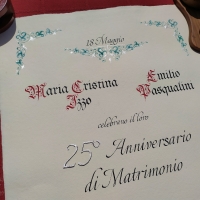 18 Maggio
Maria Cristina Emilio
Izzo Pasqualini
celebrano il loro
25° Anniversario
di Matrimonio